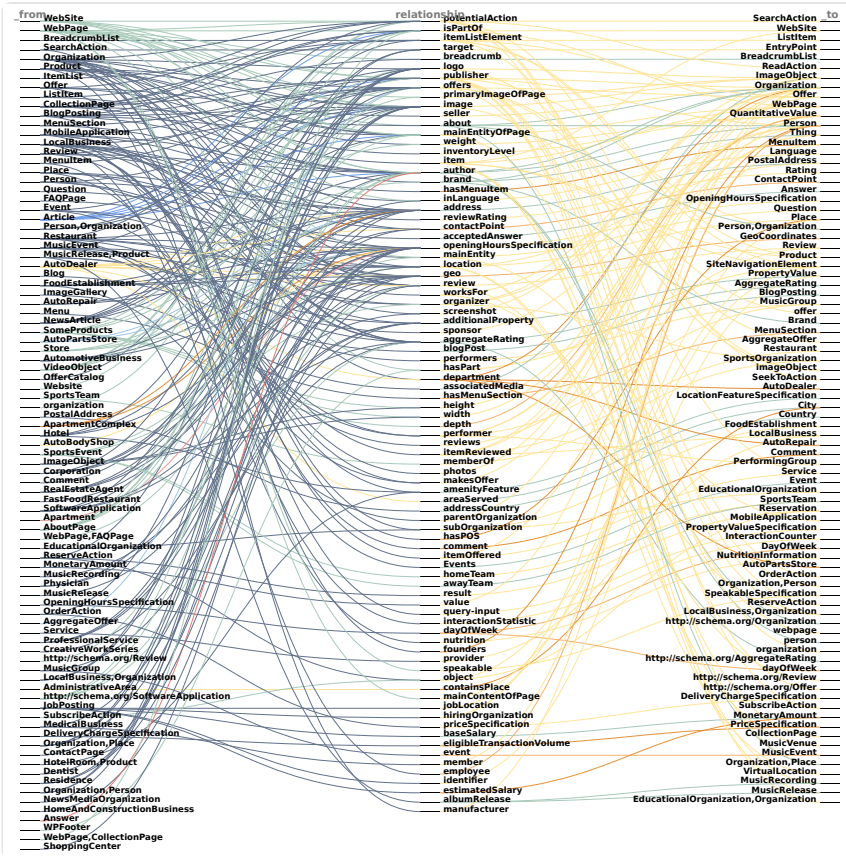 _from
relationship
_to
WebSite
WebPage
BreadcrumbList
SearchAction
Organization
Product
ItemList
Offer
ListItem
CollectionPage
BlogPosting
MenuSection
MobileApplication
LocalBusiness
Review
MenuItem
Place
Person
Question
FAQPage
Event
Article
Person,Organization
Restaurant
MusicEvent
MusicRelease,Product
AutoDealer
Blog
FoodEstablishment
ImageGallery
AutoRepair
Menu
NewsArticle
SomeProducts
AutoPartsStore
Store
AutomotiveBusiness
VideoObject
OfferCatalog
Website
SportsTeam
organization
PostalAddress
ApartmentComplex
Hotel
AutoBodyShop
SportsEvent
ImageObject
Corporation
Comment
RealEstateAgent
FastFoodRestaurant
SoftwareApplication
Apartment
AboutPage
WebPage,FAQPage
EducationalOrganization
ReserveAction
MonetaryAmount
MusicRecording
Physician
MusicRelease
OpeningHoursSpecification
OrderAction
AggregateOffer
Service
ProfessionalService
CreativeWorkSeries
http://schema.org/Review
MusicGroup
LocalBusiness,Organization
AdministrativeArea
http://schema.org/SoftwareApplication
JobPosting
SubscribeAction
MedicalBusiness
DeliveryChargeSpecification
Organization,Place
ContactPage
HotelRoom,Product
Dentist
Residence
Organization,Person
NewsMediaOrganization
HomeAndConstructionBusiness
Answer
WPFooter
WebPage,CollectionPage
ShoppingCenter
potentialAction
isPartOf
itemListElement
target
breadcrumb
logo
publisher
offers
primaryImageOfPage
image
seller
about
mainEntityOfPage
weight
inventoryLevel
item
author
brand
hasMenuItem
inLanguage
address
reviewRating
contactPoint
acceptedAnswer
openingHoursSpecification
mainEntity
location
geo
review
worksFor
organizer
screenshot
additionalProperty
sponsor
aggregateRating
blogPost
performers
hasPart
department
associatedMedia
hasMenuSection
height
width
depth
performer
reviews
itemReviewed
memberOf
photos
makesOffer
amenityFeature
areaServed
addressCountry
parentOrganization
subOrganization
hasPOS
comment
itemOffered
Events
homeTeam
awayTeam
result
value
query-input
interactionStatistic
dayOfWeek
nutrition
founders
provider
speakable
object
containsPlace
mainContentOfPage
jobLocation
hiringOrganization
priceSpecification
baseSalary
eligibleTransactionVolume
event
member
employee
identifier
estimatedSalary
albumRelease
manufacturer
SearchAction
WebSite
ListItem
EntryPoint
BreadcrumbList
ReadAction
ImageObject
Organization
Offer
WebPage
QuantitativeValue
Person
Thing
MenuItem
Language
PostalAddress
Rating
ContactPoint
Answer
OpeningHoursSpecification
Question
Place
Person,Organization
GeoCoordinates
Review
Product
SiteNavigationElement
PropertyValue
AggregateRating
BlogPosting
MusicGroup
offer
Brand
MenuSection
AggregateOffer
Restaurant
SportsOrganization
imageObject
SeekToAction
AutoDealer
LocationFeatureSpecification
City
Country
FoodEstablishment
LocalBusiness
AutoRepair
Comment
PerformingGroup
Service
Event
EducationalOrganization
SportsTeam
Reservation
MobileApplication
PropertyValueSpecification
InteractionCounter
DayOfWeek
NutritionInformation
AutoPartsStore
OrderAction
Organization,Person
SpeakableSpecification
ReserveAction
LocalBusiness,Organization
http://schema.org/Organization
webpage
person
organization
http://schema.org/AggregateRating
dayOfWeek
http://schema.org/Review
http://schema.org/Offer
DeliveryChargeSpecification
SubscribeAction
MonetaryAmount
PriceSpecification
CollectionPage
MusicVenue
MusicEvent
Organization,Place
VirtualLocation
MusicRecording
MusicRelease
EducationalOrganization,Organization